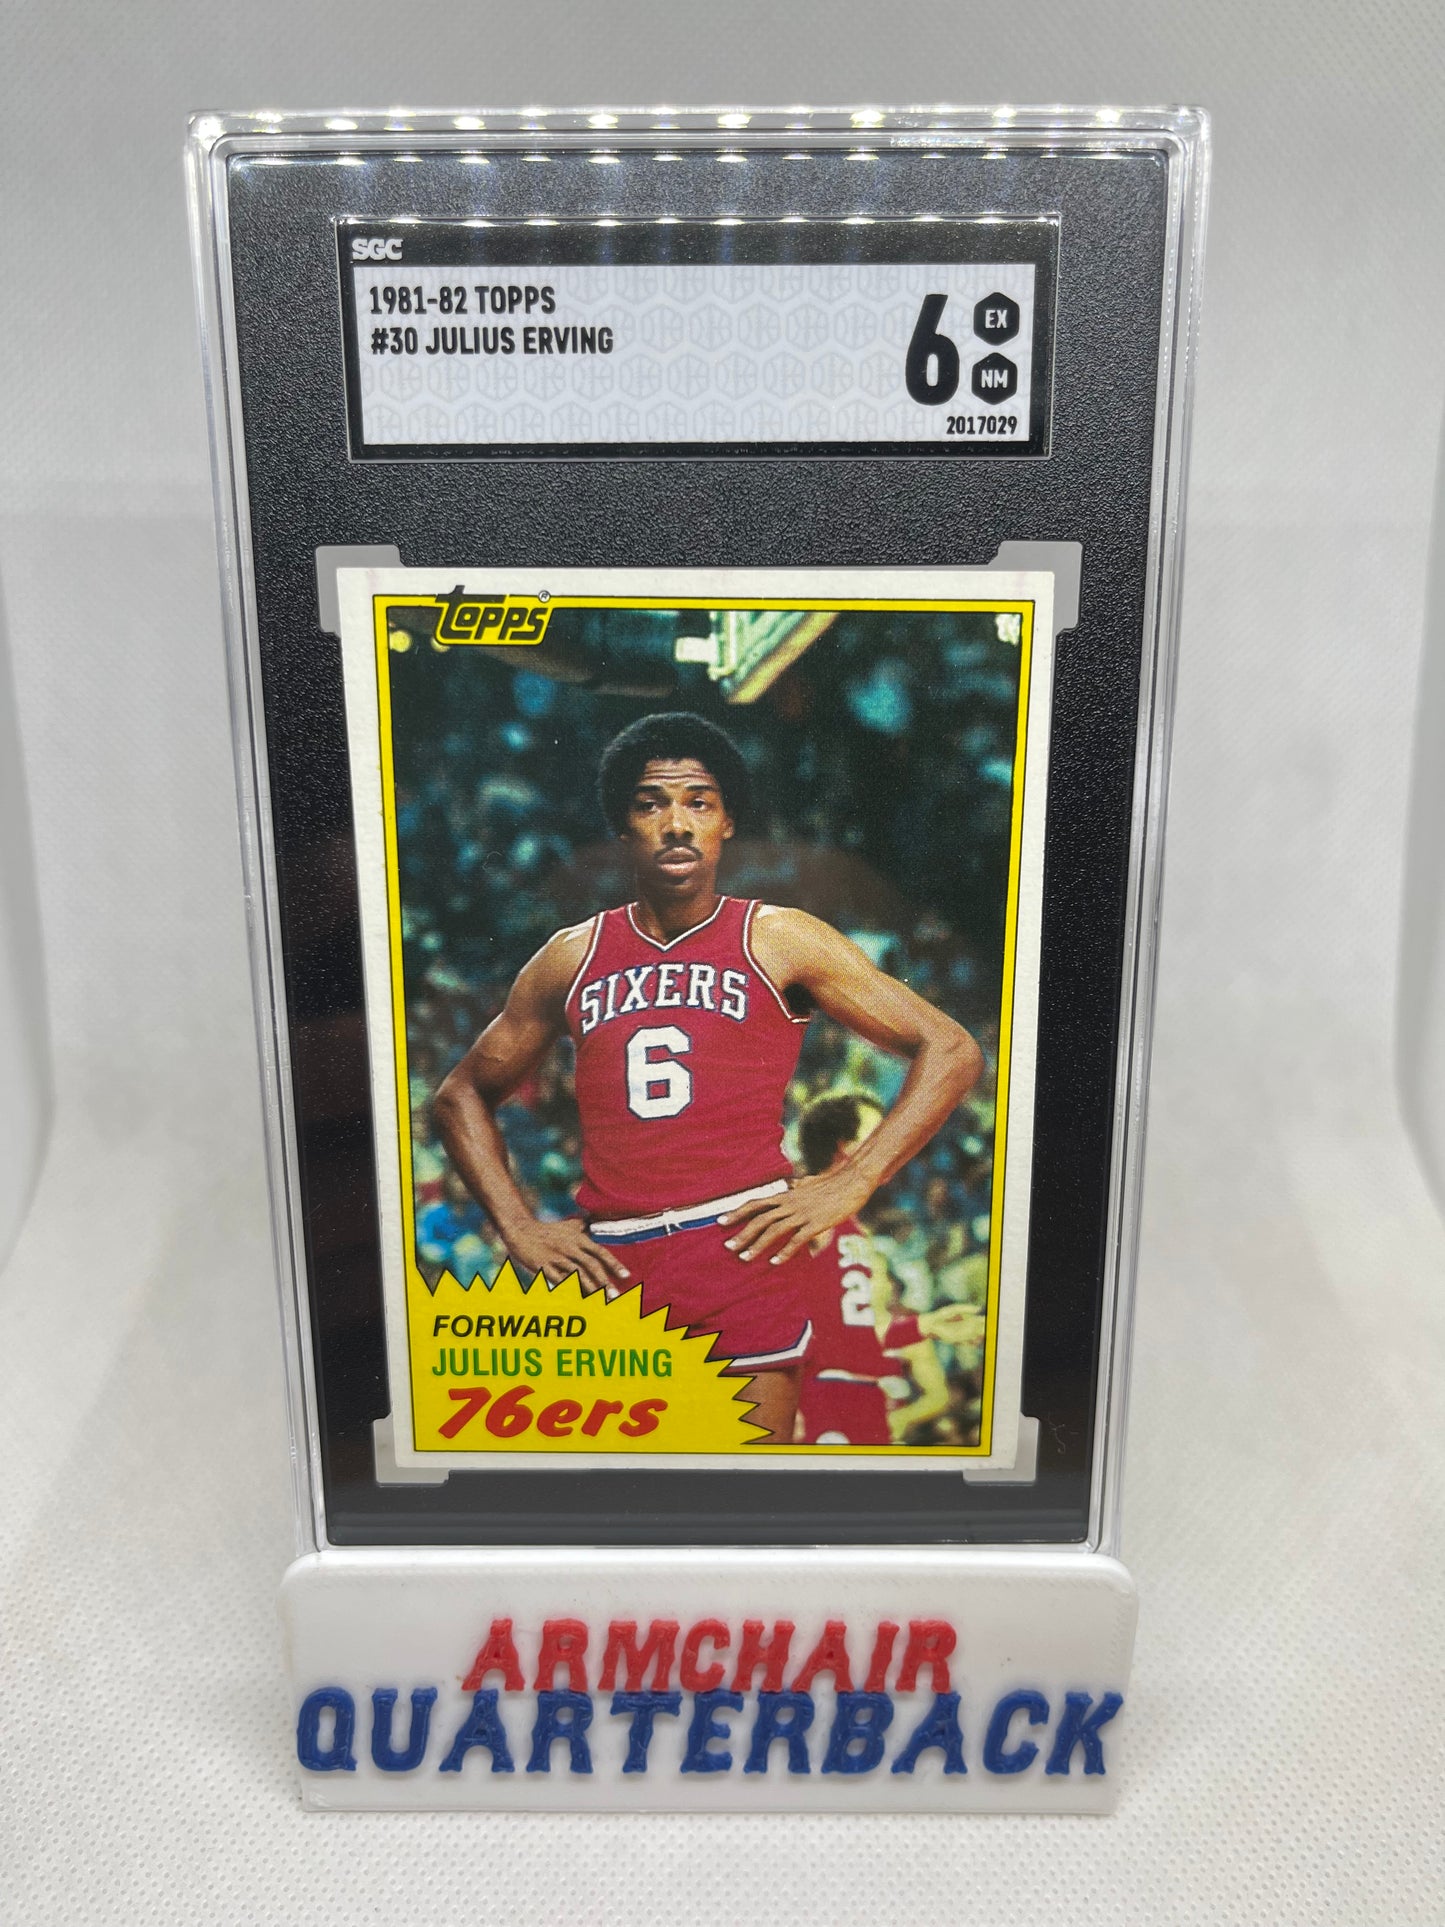 SGC
1981-82 TOPPS
#30 JULIUS ERVING
6
EX
NM
2017029
TOPPS®
SIXERS
6
2
FORWARD
JULIUS ERVING
76ers
ARMCHAIR
QUARTERBACK